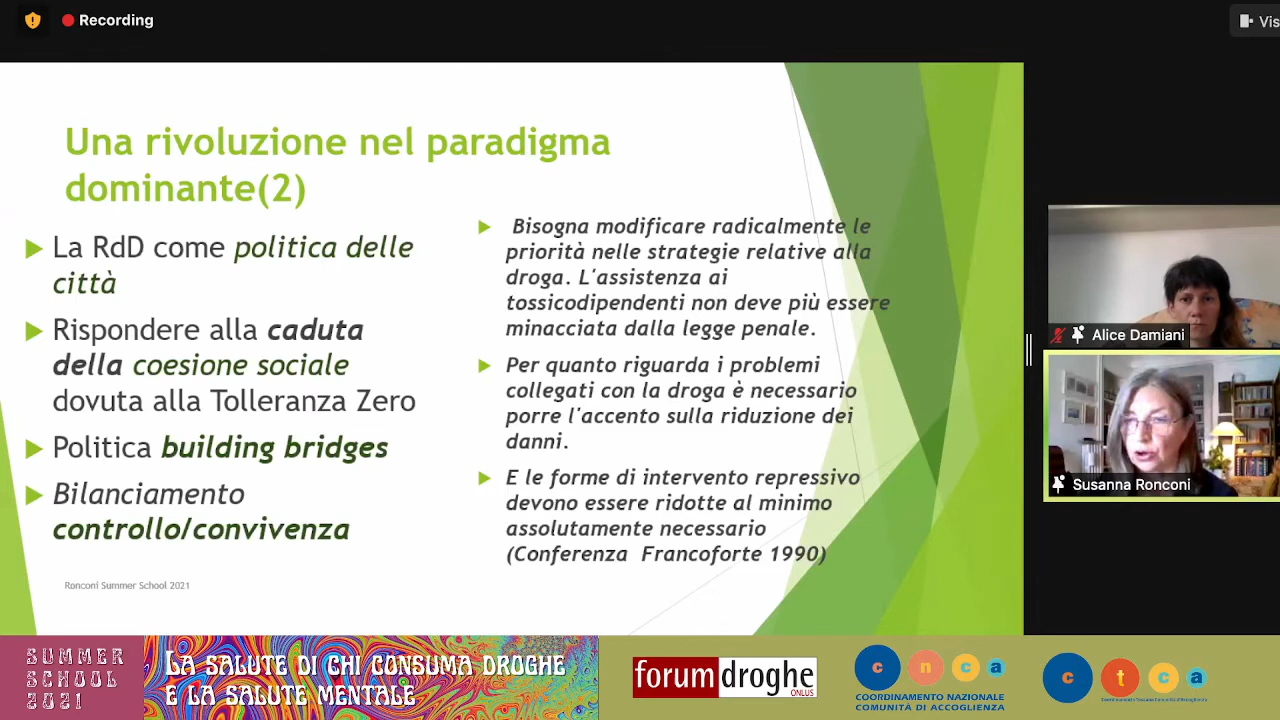 Recording
Vis
Una rivoluzione nel paradigma
dominante(2)
La RdD come politica delle
città
Rispondere alla caduta
della coesione sociale
dovuta alla Tolleranza Zero
Politica building bridges
Bilanciamento
controllo/convivenza
Bisogna modificare radicalmente le
priorità nelle strategie relative alla
droga. L'assistenza ai
tossicodipendenti non deve più essere
minacciata dalla legge penale.
Per quanto riguarda i problemi
collegati con la droga è necessario
porre l'accento sulla riduzione dei
danni.
E le forme di intervento repressivo
devono essere ridotte al minimo
assolutamente necessario
(Conferenza Francoforte 1990)
Ronconi Summer School 2021
Alice Damiani
Susanna Ronconi
SUMMER
SCHOOL
2021
LA SALUTE DI CHI CONSUMA DROGHE
E LA SALUTE MENTALE
forumdroghe
ONLUS
c n c a
COORDINAMENTO NAZIONALE
COMUNITÀ DI ACCOGLIENZA
c t c a